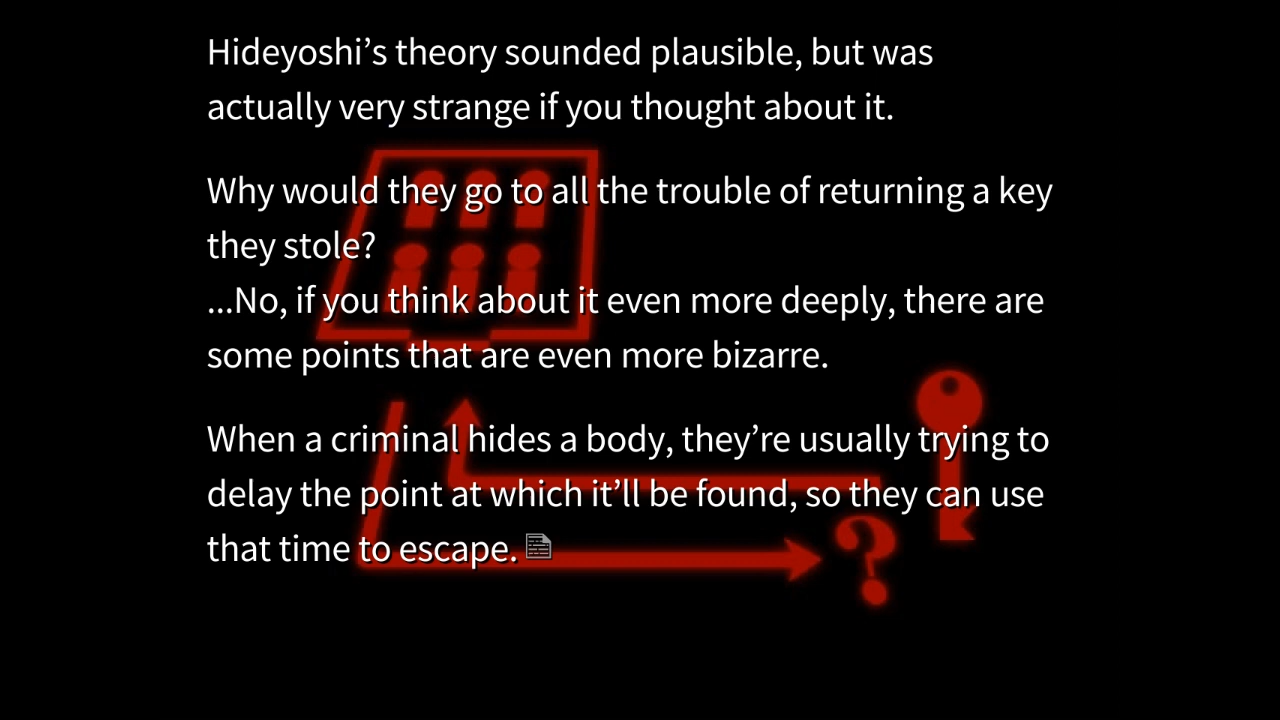 Hideyoshi’s theory sounded plausible, but was
actually very strange if you thought about it.
Why would they go to all the trouble of returning a key
they stole?
...No, if you think about it even more deeply, there are
some points that are even more bizarre.
When a criminal hides a body, they’re usually trying to
delay the point at which it’ll be found, so they can use
that time to escape.
?